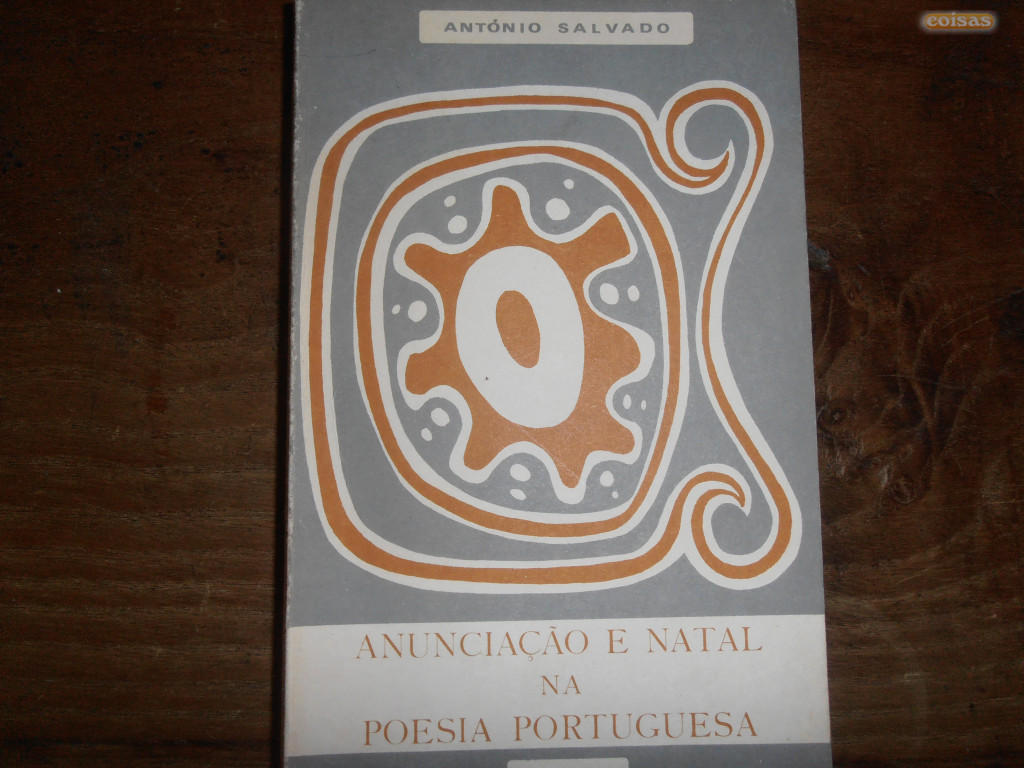 coisas
ANTÓNIO SALVADO
ANUNCIAÇÃO E NATAL
NA
POESIA PORTUGUESA